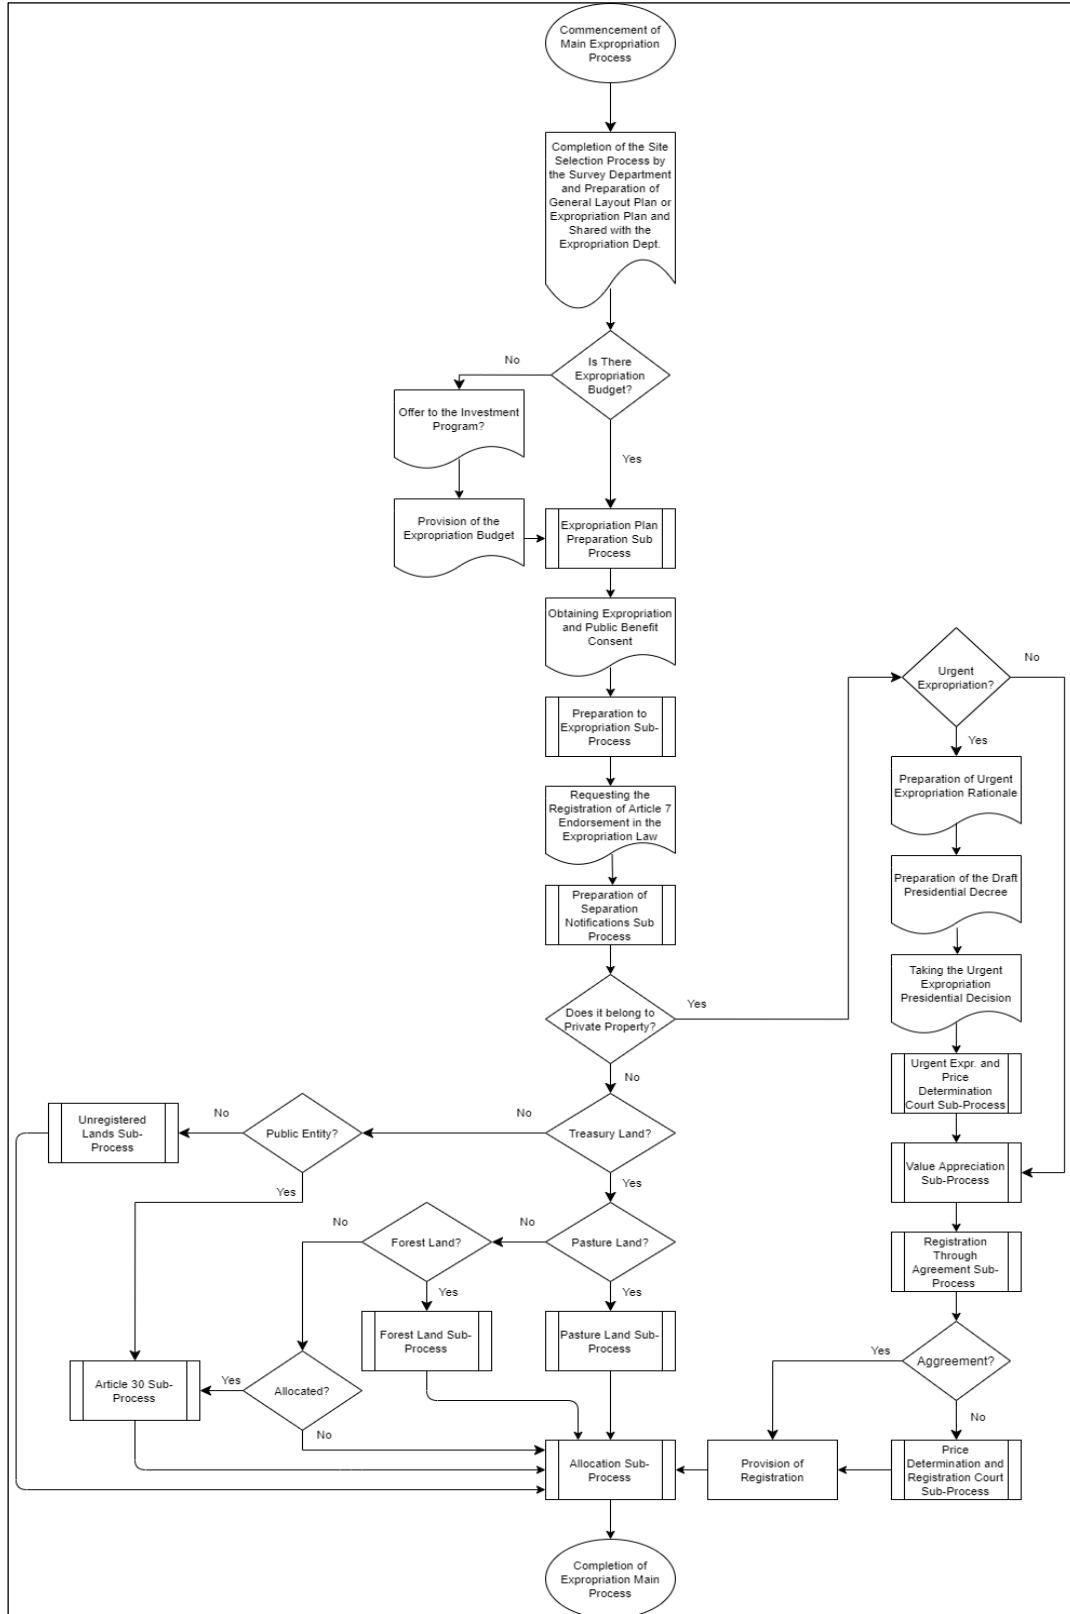 Commencement of
Main Expropriation
Process
Completion of the Site
Selection Process by
the Survey Department
and Preparation of
General Layout Plan or
Expropriation Plan and
Shared with the
Expropriation Dept.
Is There
Expropriation
Budget?
No
Yes
Offer to the Investment
Program?
Provision of the
Expropriation Budget
Expropriation Plan
Preparation Sub
Process
Obtaining Expropriation
and Public Benefit
Consent
Preparation to
Expropriation Sub-
Process
Requesting the
Registration of Article 7
Endorsement in the
Expropriation Law
Preparation of
Separation
Notifications Sub
Process
Does it belong to
Private Property?
Yes
No
Urgent
Expropriation?
No
Yes
Preparation of Urgent
Expropriation Rationale
Preparation of the Draft
Presidential Decree
Taking the Urgent
Expropriation
Presidential Decision
Urgent Expr. and
Price
Determination
Court Sub-Process
Value Appreciation
Sub-Process
Registration
Through
Agreement Sub-
Process
Aggreement?
Yes
No
Price
Determination and
Registration Court
Sub-Process
Provision of
Registration
Treasury Land?
No
Yes
Public Entity?
No
Yes
Unregistered
Lands Sub-
Process
Pasture Land?
No
Yes
Forest Land?
No
Yes
Forest Land Sub-
Process
Pasture Land Sub-
Process
Allocated?
Yes
No
Article 30 Sub-
Process
Allocation Sub-
Process
Completion of
Expropriation Main
Process